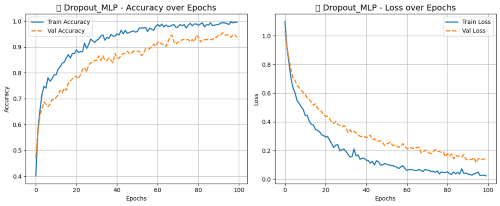 ▯ Dropout_MLP - Accuracy over Epochs
Train Accuracy
Val Accuracy
1.0
0.9
0.8
0.7
0.6
0.5
0.4
Accuracy
0
20
40
60
80
100
Epochs
▯ Dropout_MLP - Loss over Epochs
Train Loss
Val Loss
1.0
0.8
0.6
0.4
0.2
0.0
Loss
0
20
40
60
80
100
Epochs